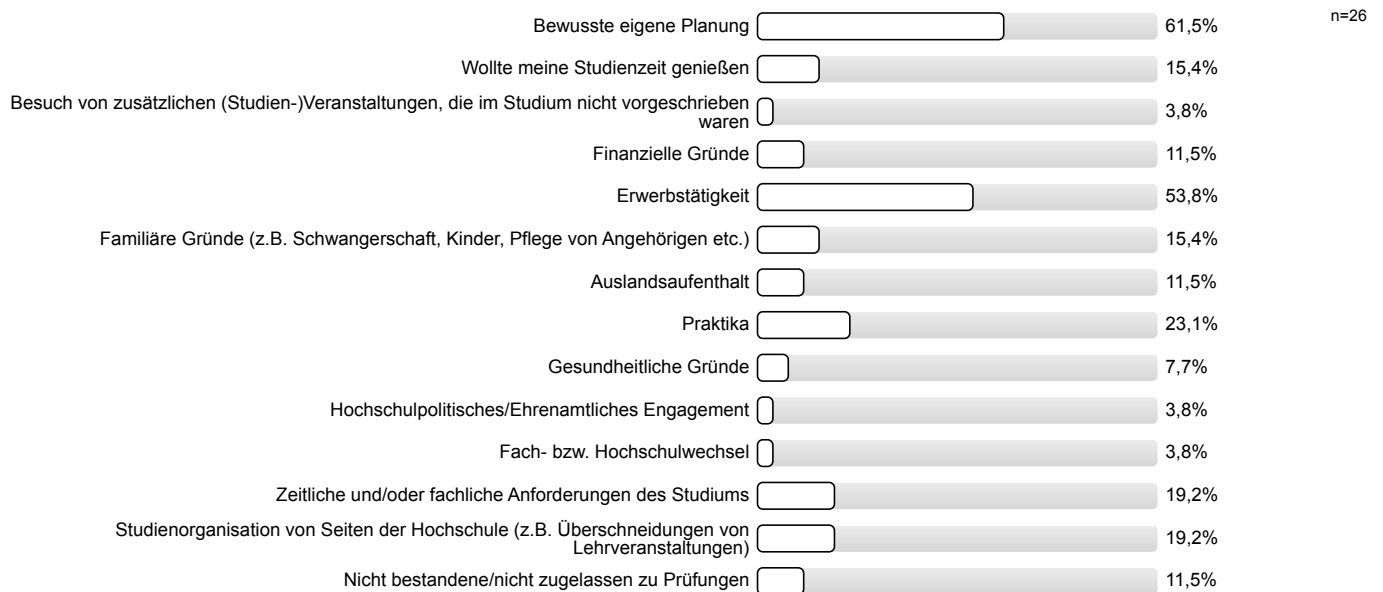 Bewusste eigene Planung 61,5% n=26
Wollte meine Studienzeit genießen 15,4%
Besuch von zusätzlichen (Studien-)Veranstaltungen, die im Studium nicht vorgeschrieben
waren 3,8%
Finanzielle Gründe 11,5%
Erwerbstätigkeit 53,8%
Familiäre Gründe (z.B. Schwangerschaft, Kinder, Pflege von Angehörigen etc.) 15,4%
Auslandsaufenthalt 11,5%
Praktika 23,1%
Gesundheitliche Gründe 7,7%
Hochschulpolitisches/Ehrenamtliches Engagement 3,8%
Fach- bzw. Hochschulwechsel 3,8%
Zeitliche und/oder fachliche Anforderungen des Studiums 19,2%
Studienorganisation von Seiten der Hochschule (z.B. Überschneidungen von
Lehrveranstaltungen) 19,2%
Nicht bestandene/nicht zugelassen zu Prüfungen 11,5%